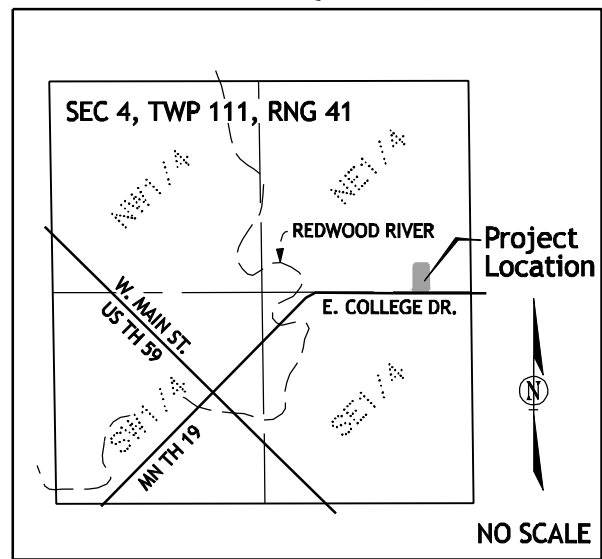 SEC 4, TWP 111, RNG 41
NW1/4
NE1/4
REDWOOD RIVER
Project
Location
W. MAIN ST.
US TH 59
E. COLLEGE DR.
SW1/4
SE1/4
MN TH 19
N
NO SCALE